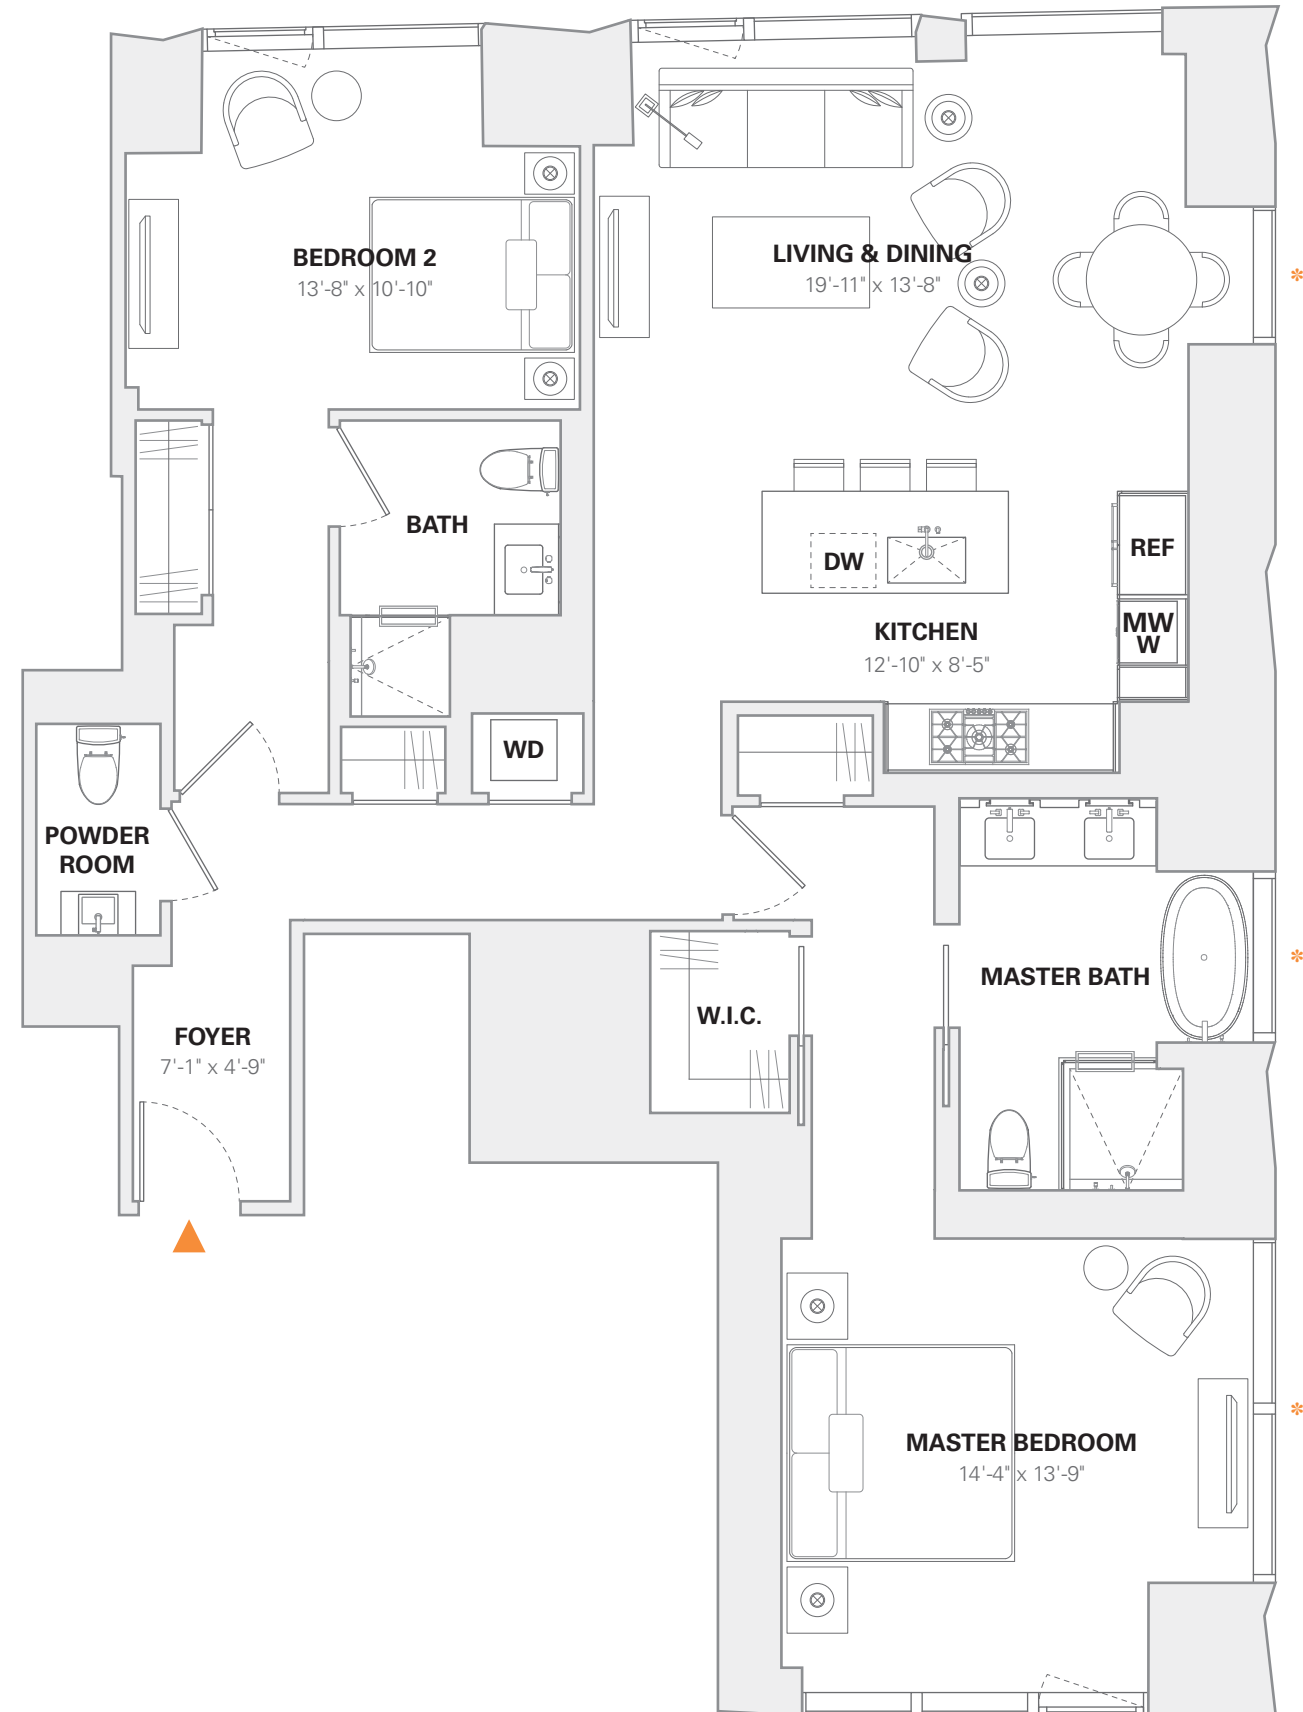 BEDROOM 2
13'-8" x 10'-10"
LIVING & DINING
19'-11" x 13'-8"
*
BATH
DW
REF
KITCHEN
12'-10" x 8'-5"
MW
W
WD
POWDER
ROOM
MASTER BATH
*
W.I.C.
FOYER
7'-1" x 4'-9"
*
MASTER BEDROOM
14'-4" x 13'-9"